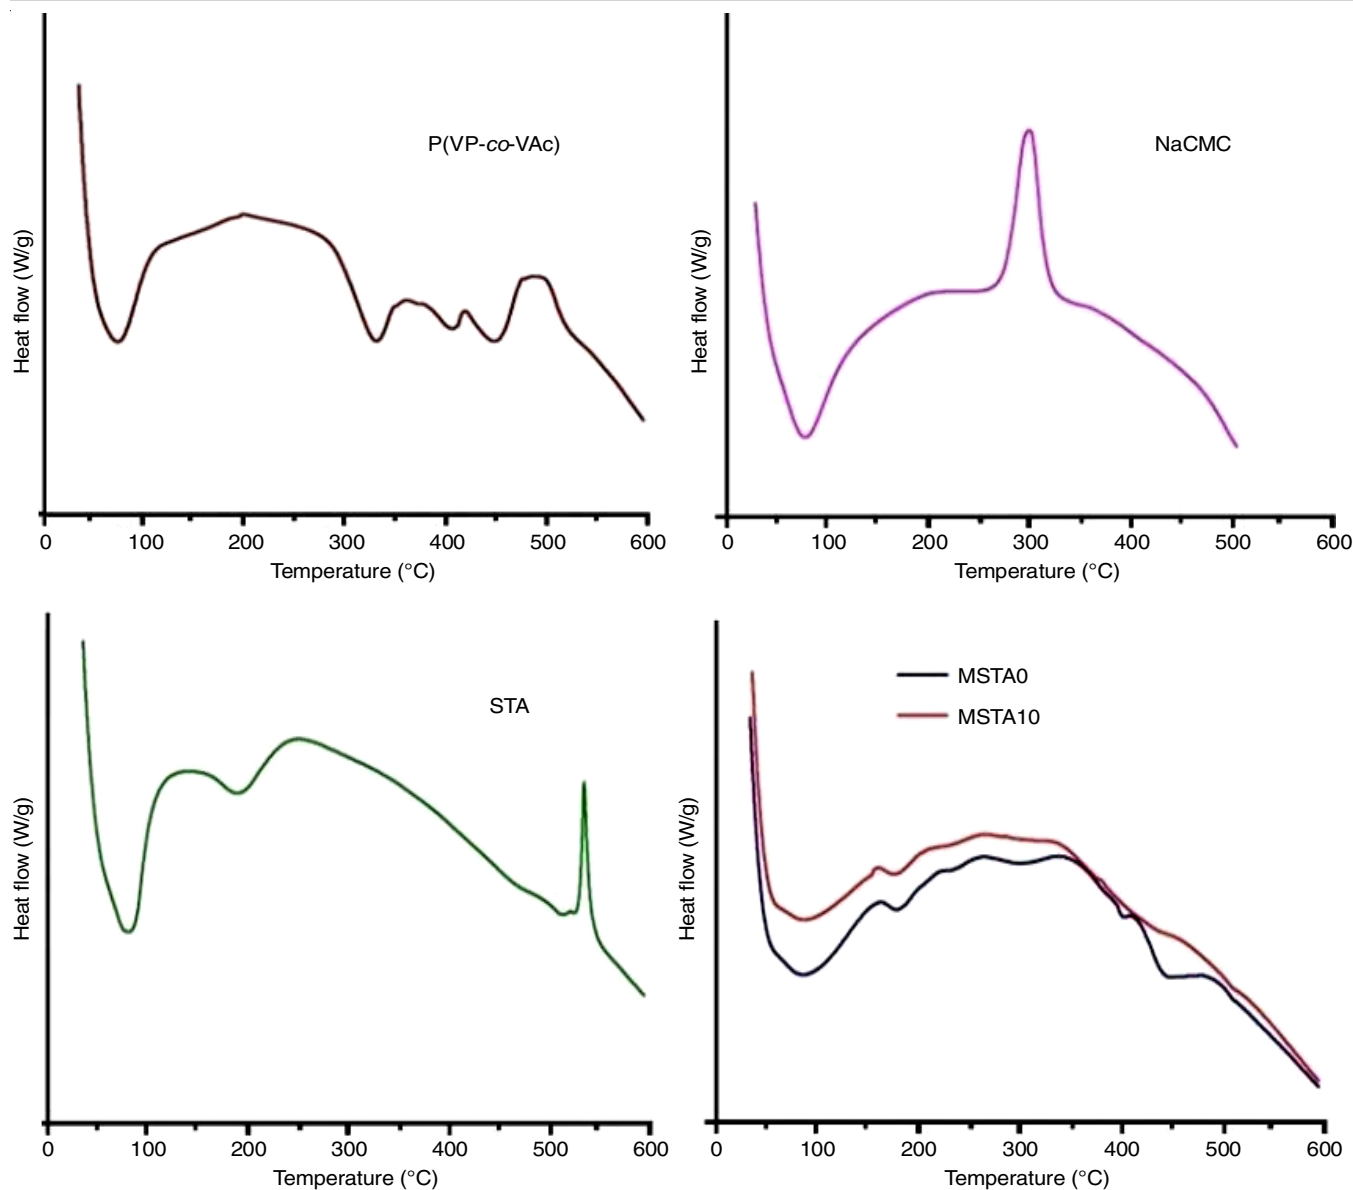 P(VP-co-VAc)
Heat flow (W/g)
0 100 200 300 400 500 600
Temperature (°C)
NaCMC
Heat flow (W/g)
0 100 200 300 400 500 600
Temperature (°C)
STA
Heat flow (W/g)
0 100 200 300 400 500 600
Temperature (°C)
MSTA0
MSTA10
Heat flow (W/g)
0 100 200 300 400 500 600
Temperature (°C)